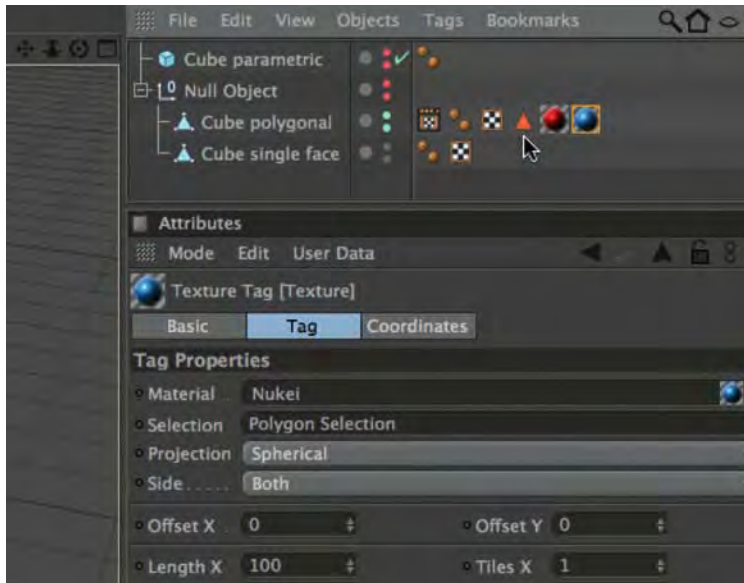 File Edit View Objects Tags Bookmarks
Cube parametric
0 Null Object
Cube polygonal
Cube single face
Attributes
Mode Edit User Data
Texture Tag [Texture]
Basic Tag Coordinates
Tag Properties
Material Nukei
Selection Polygon Selection
Projection Spherical
Side..... Both
Offset X 0 Offset Y 0
Length X 100 Tiles X 1